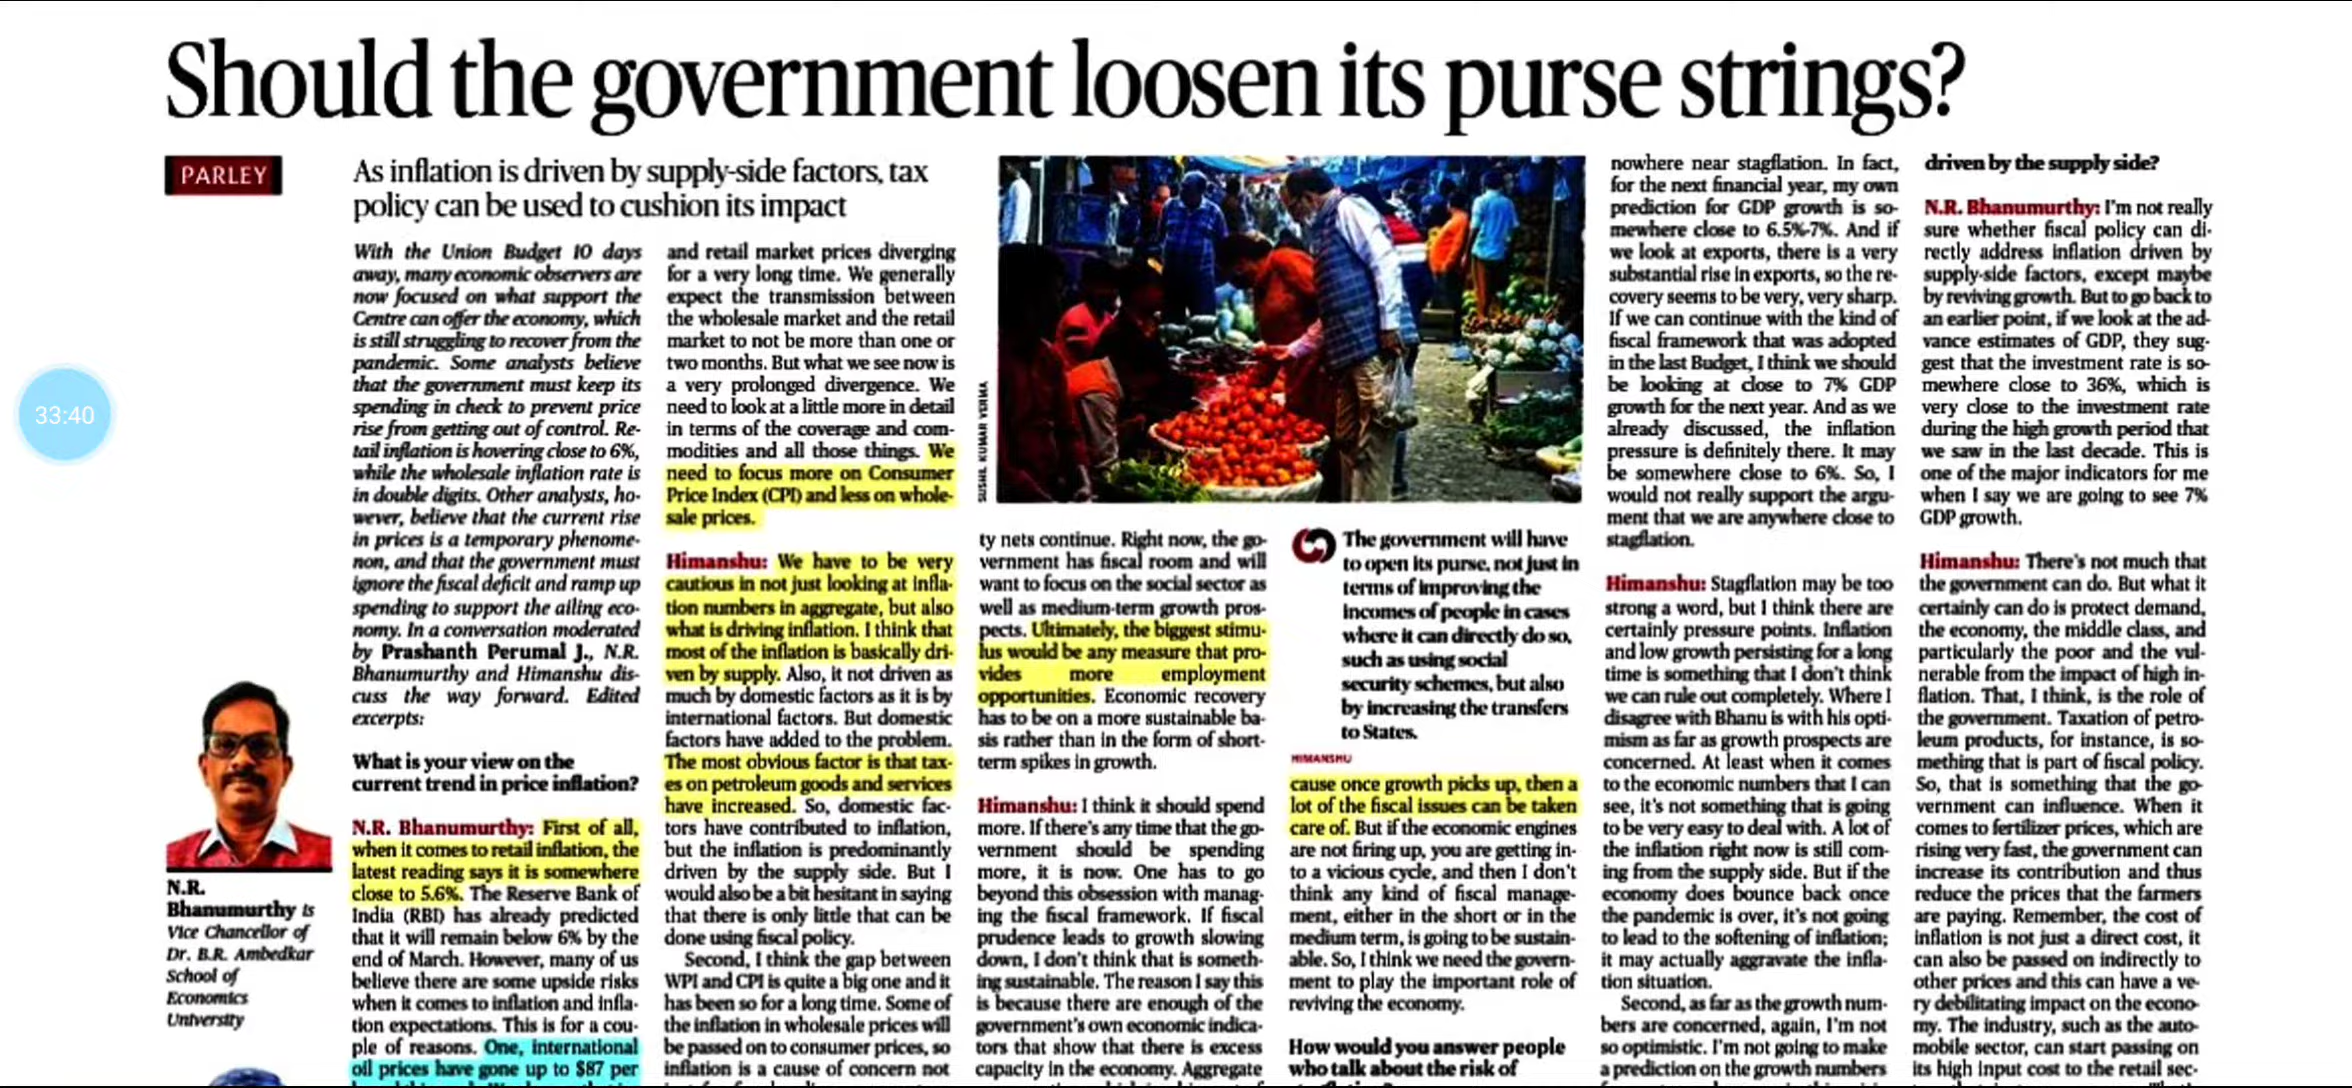 Should the government loosen its purse strings?
PARLEY
As inflation is driven by supply-side factors, tax
policy can be used to cushion its impact
33:40
N.R.
Bhanumurthy is
Vice Chancellor of
Dr. B.R. Ambedkar
School of
Economics
University
With the Union Budget 10 days
away, many economic observers are
now focused on what support the
Centre can offer the economy, which
is still struggling to recover from the
pandemic. Some analysts believe
that the government must keep its
spending in check to prevent price
rise from getting out of control. Re-
tail inflation is hovering close to 6%,
while the wholesale inflation rate is
in double digits. Other analysts, ho-
wever, believe that the current rise
in prices is a temporary phenome-
non, and that the government must
ignore the fiscal deficit and ramp up
spending to support the ailing eco-
nomy. In a conversation moderated
by Prashanth Perumal J., N.R.
Bhanumurthy and Himanshu dis-
cuss the way forward. Edited
excerpts:
What is your view on the
current trend in price inflation?
N.R. Bhanumurthy: First of all,
when it comes to retail inflation, the
latest reading says it is somewhere
close to 5.6%. The Reserve Bank of
India (RBI) has already predicted
that it will remain below 6% by the
end of March. However, many of us
believe there are some upside risks
when it comes to inflation and infla-
tion expectations. This is for a cou-
ple of reasons. One, international
oil prices have gone up to $87 per
and retail market prices diverging
for a very long time. We generally
expect the transmission between
the wholesale market and the retail
market to not be more than one or
two months. But what we see now is
a very prolonged divergence. We
need to look at a little more in detail
in terms of the coverage and com-
modities and all those things. We
need to focus more on Consumer
Price Index (CPI) and less on whole-
sale prices.
Himanshu: We have to be very
cautious in not just looking at infla-
tion numbers in aggregate, but also
what is driving inflation. I think that
most of the inflation is basically dri-
ven by supply. Also, it not driven as
much by domestic factors as it is by
international factors. But domestic
factors have added to the problem.
The most obvious factor is that tax-
es on petroleum goods and services
have increased. So, domestic fac-
tors have contributed to inflation,
but the inflation is predominantly
driven by the supply side. But I
would also be a bit hesitant in saying
that there is only little that can be
done using fiscal policy.
Second, I think the gap between
WPI and CPI is quite a big one and it
has been so for a long time. Some of
the inflation in wholesale prices will
be passed on to consumer prices, so
inflation is a cause of concern not
SUSHIL KUMAR VERMA
ty nets continue. Right now, the go-
vernment has fiscal room and will
want to focus on the social sector as
well as medium-term growth pros-
pects. Ultimately, the biggest stimu-
lus would be any measure that pro-
vides more employment
opportunities. Economic recovery
has to be on a more sustainable ba-
sis rather than in the form of short-
term spikes in growth.
Himanshu: I think it should spend
more. If there's any time that the go-
vernment should be spending
more, it is now. One has to go
beyond this obsession with manag-
ing the fiscal framework. If fiscal
prudence leads to growth slowing
down, I don't think that is someth-
ing sustainable. The reason I say this
is because there are enough of the
government's own economic indica-
tors that show that there is excess
capacity in the economy. Aggregate
The government will have
to open its purse, not just in
terms of improving the
incomes of people in cases
where it can directly do so,
such as using social
security schemes, but also
by increasing the transfers
to States.
HIMANSHU
cause once growth picks up, then a
lot of the fiscal issues can be taken
care of. But if the economic engines
are not firing up, you are getting in-
to a vicious cycle, and then I don't
think any kind of fiscal manage-
ment, either in the short or in the
medium term, is going to be sustain-
able. So, I think we need the govern-
ment to play the important role of
reviving the economy.
How would you answer people
who talk about the risk of
nowhere near stagflation. In fact,
for the next financial year, my own
prediction for GDP growth is so-
mewhere close to 6.5%-7%. And if
we look at exports, there is a very
substantial rise in exports, so the re-
covery seems to be very, very sharp.
If we can continue with the kind of
fiscal framework that was adopted
in the last Budget, I think we should
be looking at close to 7% GDP
growth for the next year. And as we
already discussed, the inflation
pressure is definitely there. It may
be somewhere close to 6%. So, I
would not really support the argu-
ment that we are anywhere close to
stagflation.
Himanshu: Stagflation may be too
strong a word, but I think there are
certainly pressure points. Inflation
and low growth persisting for a long
time is something that I don't think
we can rule out completely. Where I
disagree with Bhanu is with his opti-
mism as far as growth prospects are
concerned. At least when it comes
to the economic numbers that I can
see, it's not something that is going
to be very easy to deal with. A lot of
the inflation right now is still com-
ing from the supply side. But if the
economy does bounce back once
the pandemic is over, it's not going
to lead to the softening of inflation;
it may actually aggravate the infla-
tion situation.
Second, as far as the growth num-
bers are concerned, again, I'm not
so optimistic. I'm not going to make
a prediction on the growth numbers
driven by the supply side?
N.R. Bhanumurthy: I'm not really
sure whether fiscal policy can di-
rectly address inflation driven by
supply-side factors, except maybe
by reviving growth. But to go back to
an earlier point, if we look at the ad-
vance estimates of GDP, they sug-
gest that the investment rate is so-
mewhere close to 36%, which is
very close to the investment rate
during the high growth period that
we saw in the last decade. This is
one of the major indicators for me
when I say we are going to see 7%
GDP growth.
Himanshu: There's not much that
the government can do. But what it
certainly can do is protect demand,
the economy, the middle class, and
particularly the poor and the vul-
nerable from the impact of high in-
flation. That, I think, is the role of
the government. Taxation of petro-
leum products, for instance, is so-
mething that is part of fiscal policy.
So, that is something that the go-
vernment can influence. When it
comes to fertilizer prices, which are
rising very fast, the government can
increase its contribution and thus
reduce the prices that the farmers
are paying. Remember, the cost of
inflation is not just a direct cost, it
can also be passed on indirectly to
other prices and this can have a ve-
ry debilitating impact on the econo-
my. The industry, such as the auto-
mobile sector, can start passing on
its high input cost to the retail sec-